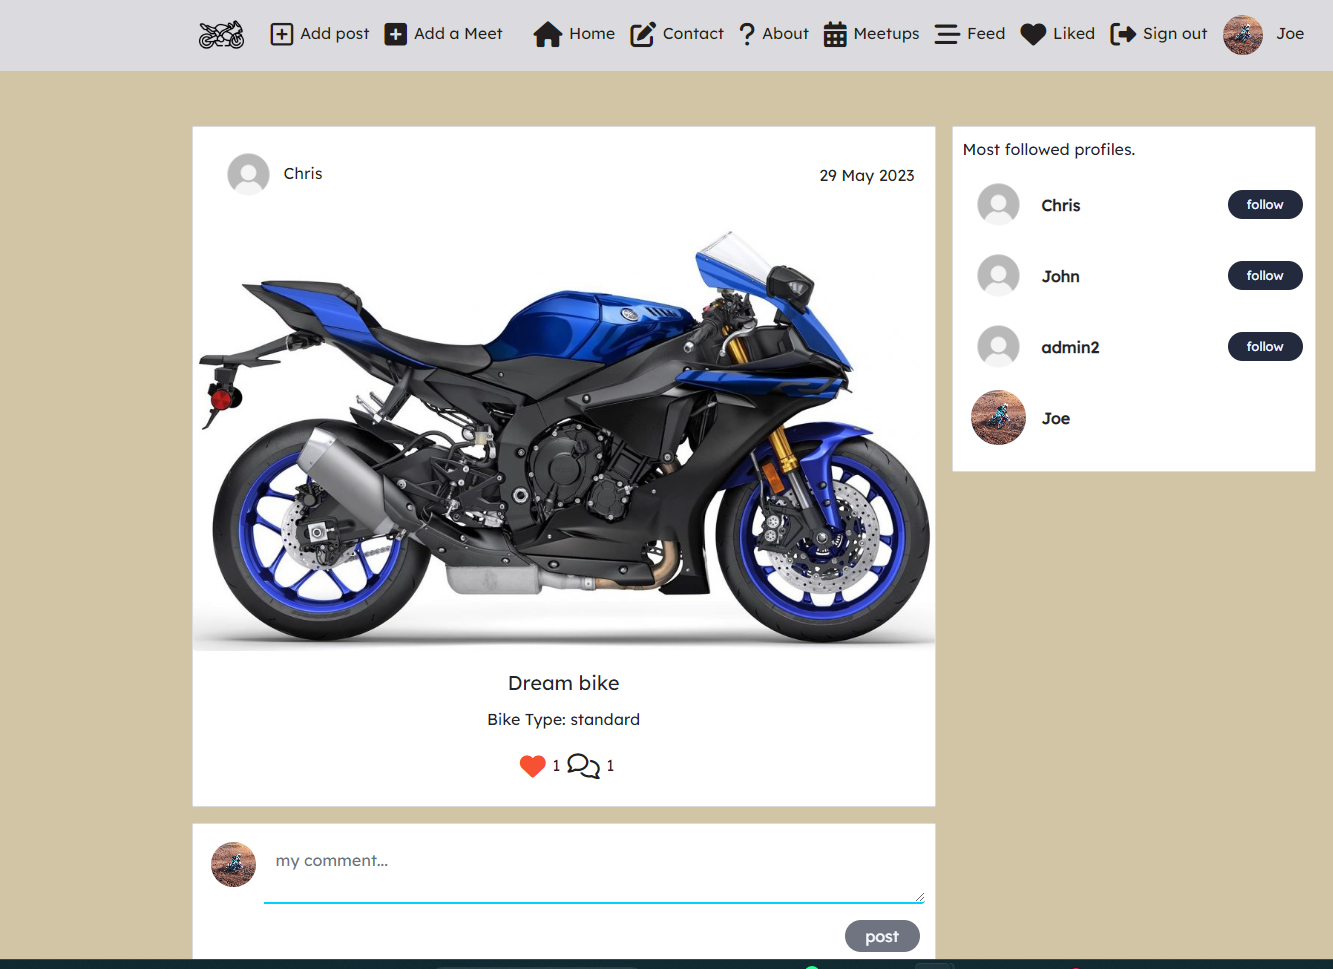 Add post
Add a Meet
Home
Contact
About
Meetups
Feed
Liked
Sign out
Joe
Chris
29 May 2023
Dream bike
Bike Type: standard
1
1
my comment...
post
Most followed profiles.
Chris
follow
John
follow
admin2
follow
Joe